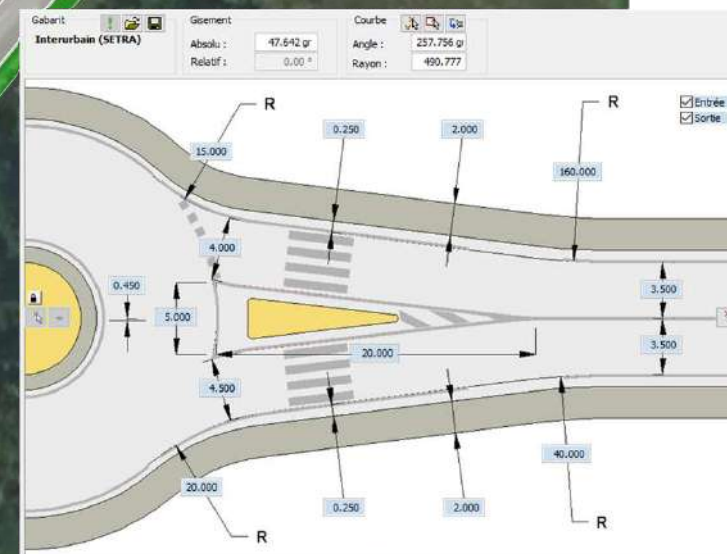 Gabarit
Interurbain (SETRA)
Gisement
Absolu : 47.642 gr
Relatif : 0.00 °
Courbe
Angle : 257.756 gr
Rayon : 490.777
R
R
Entrée
Sortie
0.250
2.000
15.000
160.000
4.000
0.450
5.000
3.500
20.000
3.500
4.500
40.000
20.000
0.250
2.000
R
R